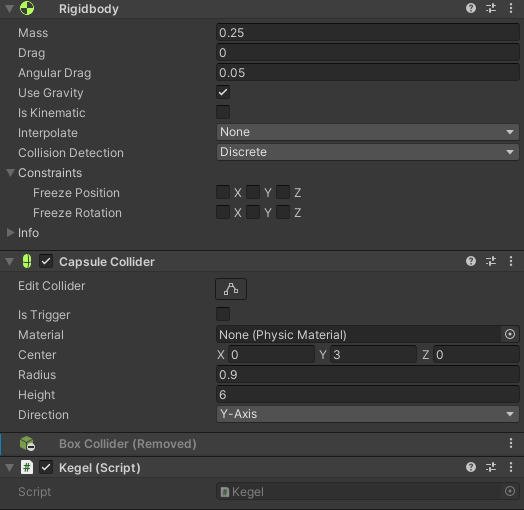 Rigidbody
Mass 0.25
Drag 0
Angular Drag 0.05
Use Gravity
Is Kinematic
Interpolate None
Collision Detection Discrete
Constraints
Freeze Position X Y Z
Freeze Rotation X Y Z
Info
Capsule Collider
Edit Collider
Is Trigger
Material None (Physic Material)
Center X 0 Y 3 Z 0
Radius 0.9
Height 6
Direction Y-Axis
Box Collider (Removed)
# Kegel (Script)
Script # Kegel